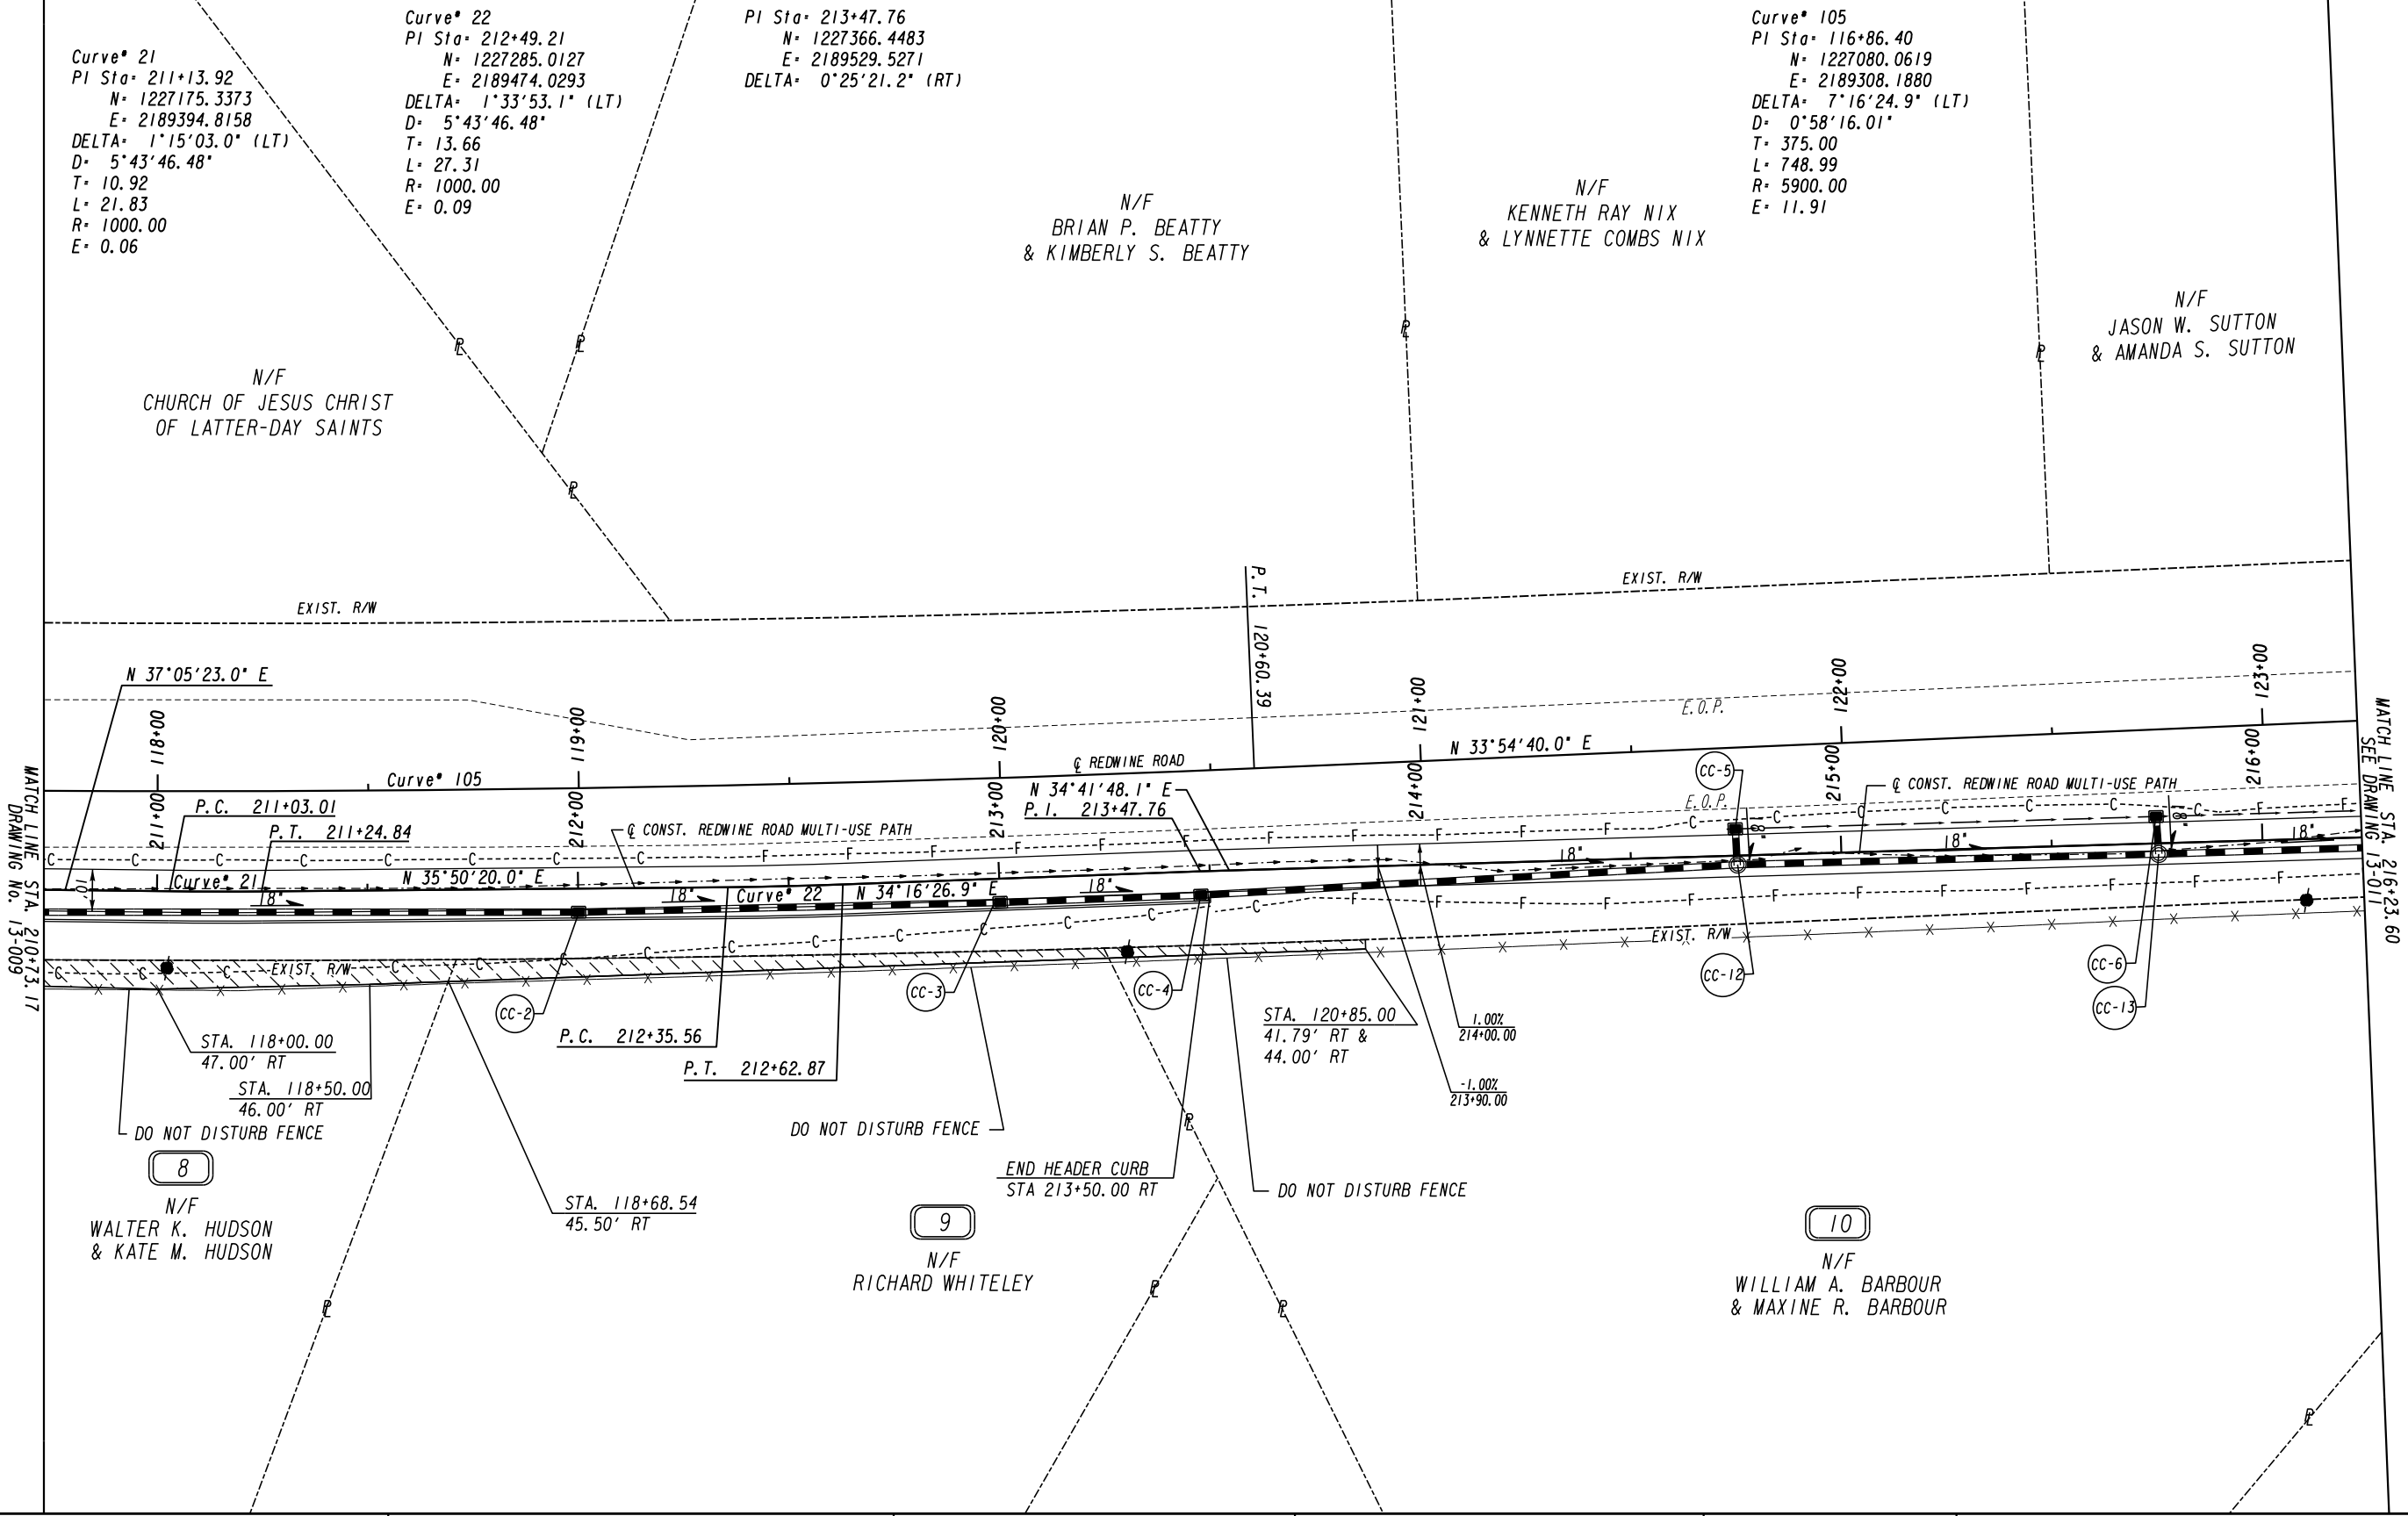 Curve# 21
PI Sta= 211+13.92
N= 1227175.3373
E= 2189394.8158
DELTA= 1°15'03.0" (LT)
D= 5°43'46.48"
T= 10.92
L= 21.83
R= 1000.00
E= 0.06
Curve# 22
PI Sta= 212+49.21
N= 1227285.0127
E= 2189474.0293
DELTA= 1°33'53.1" (LT)
D= 5°43'46.48"
T= 13.66
L= 27.31
R= 1000.00
E= 0.09
PI Sta= 213+47.76
N= 1227366.4483
E= 2189529.5271
DELTA= 0°25'21.2" (RT)
Curve# 105
PI Sta= 116+86.40
N= 1227080.0619
E= 2189308.1880
DELTA= 7°16'24.9" (LT)
D= 0°58'16.01"
T= 375.00
L= 748.99
R= 5900.00
E= 11.91
N/F
CHURCH OF JESUS CHRIST
OF LATTER-DAY SAINTS
N/F
BRIAN P. BEATTY
& KIMBERLY S. BEATTY
N/F
KENNETH RAY NIX
& LYNNETTE COMBS NIX
N/F
JASON W. SUTTON
& AMANDA S. SUTTON
EXIST. R/W
EXIST. R/W
P.T. 120+60.39
N 37°05'23.0" E
118+00
119+00
120+00
121+00
122+00
123+00
E.O.P.
Curve# 105
℄ REDWINE ROAD
N 33°54'40.0" E
211+00
212+00
213+00
214+00
215+00
216+00
P.C. 211+03.01
P.T. 211+24.84
℄ CONST. REDWINE ROAD MULTI-USE PATH
N 34°41'48.1" E
P.I. 213+47.76
E.O.P.
CC-5
℄ CONST. REDWINE ROAD MULTI-USE PATH
10'
Curve# 21
N 35°50'20.0" E
Curve 22
N 34°16'26.9" E
18"
18"
18"
18"
18"
18"
18"
18"
EXIST. R/W
EXIST. R/W
MATCH LINE STA. 210+73.17
DRAWING No. 13-009
MATCH LINE STA. 216+23.60
SEE DRAWING 13-011
CC-2
CC-3
CC-4
CC-12
CC-6
CC-13
STA. 118+00.00
47.00' RT
STA. 118+50.00
46.00' RT
DO NOT DISTURB FENCE
P.C. 212+35.56
P.T. 212+62.87
STA. 120+85.00
41.79' RT &
44.00' RT
1.00%
214+00.00
-1.00%
213+90.00
DO NOT DISTURB FENCE
END HEADER CURB
STA 213+50.00 RT
DO NOT DISTURB FENCE
STA. 118+68.54
45.50' RT
8
N/F
WALTER K. HUDSON
& KATE M. HUDSON
9
N/F
RICHARD WHITELEY
10
N/F
WILLIAM A. BARBOUR
& MAXINE R. BARBOUR